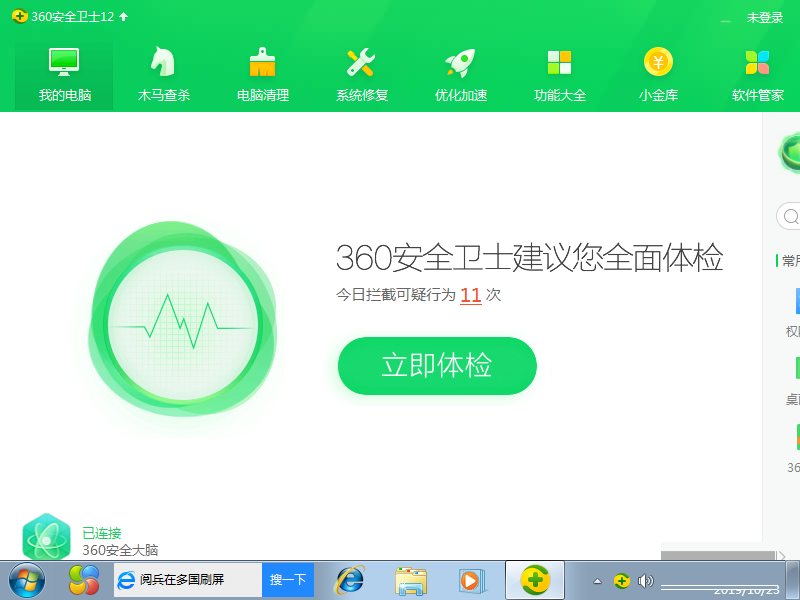 360安全卫士12
未登录
我的电脑 木马查杀 电脑清理 系统修复 优化加速 功能大全 小金库 软件管家
360安全卫士建议您全面体检
今日拦截可疑行为 11 次
立即体检
已连接
360安全大脑
阅兵在多国刷屏 搜一下
2019/10/23